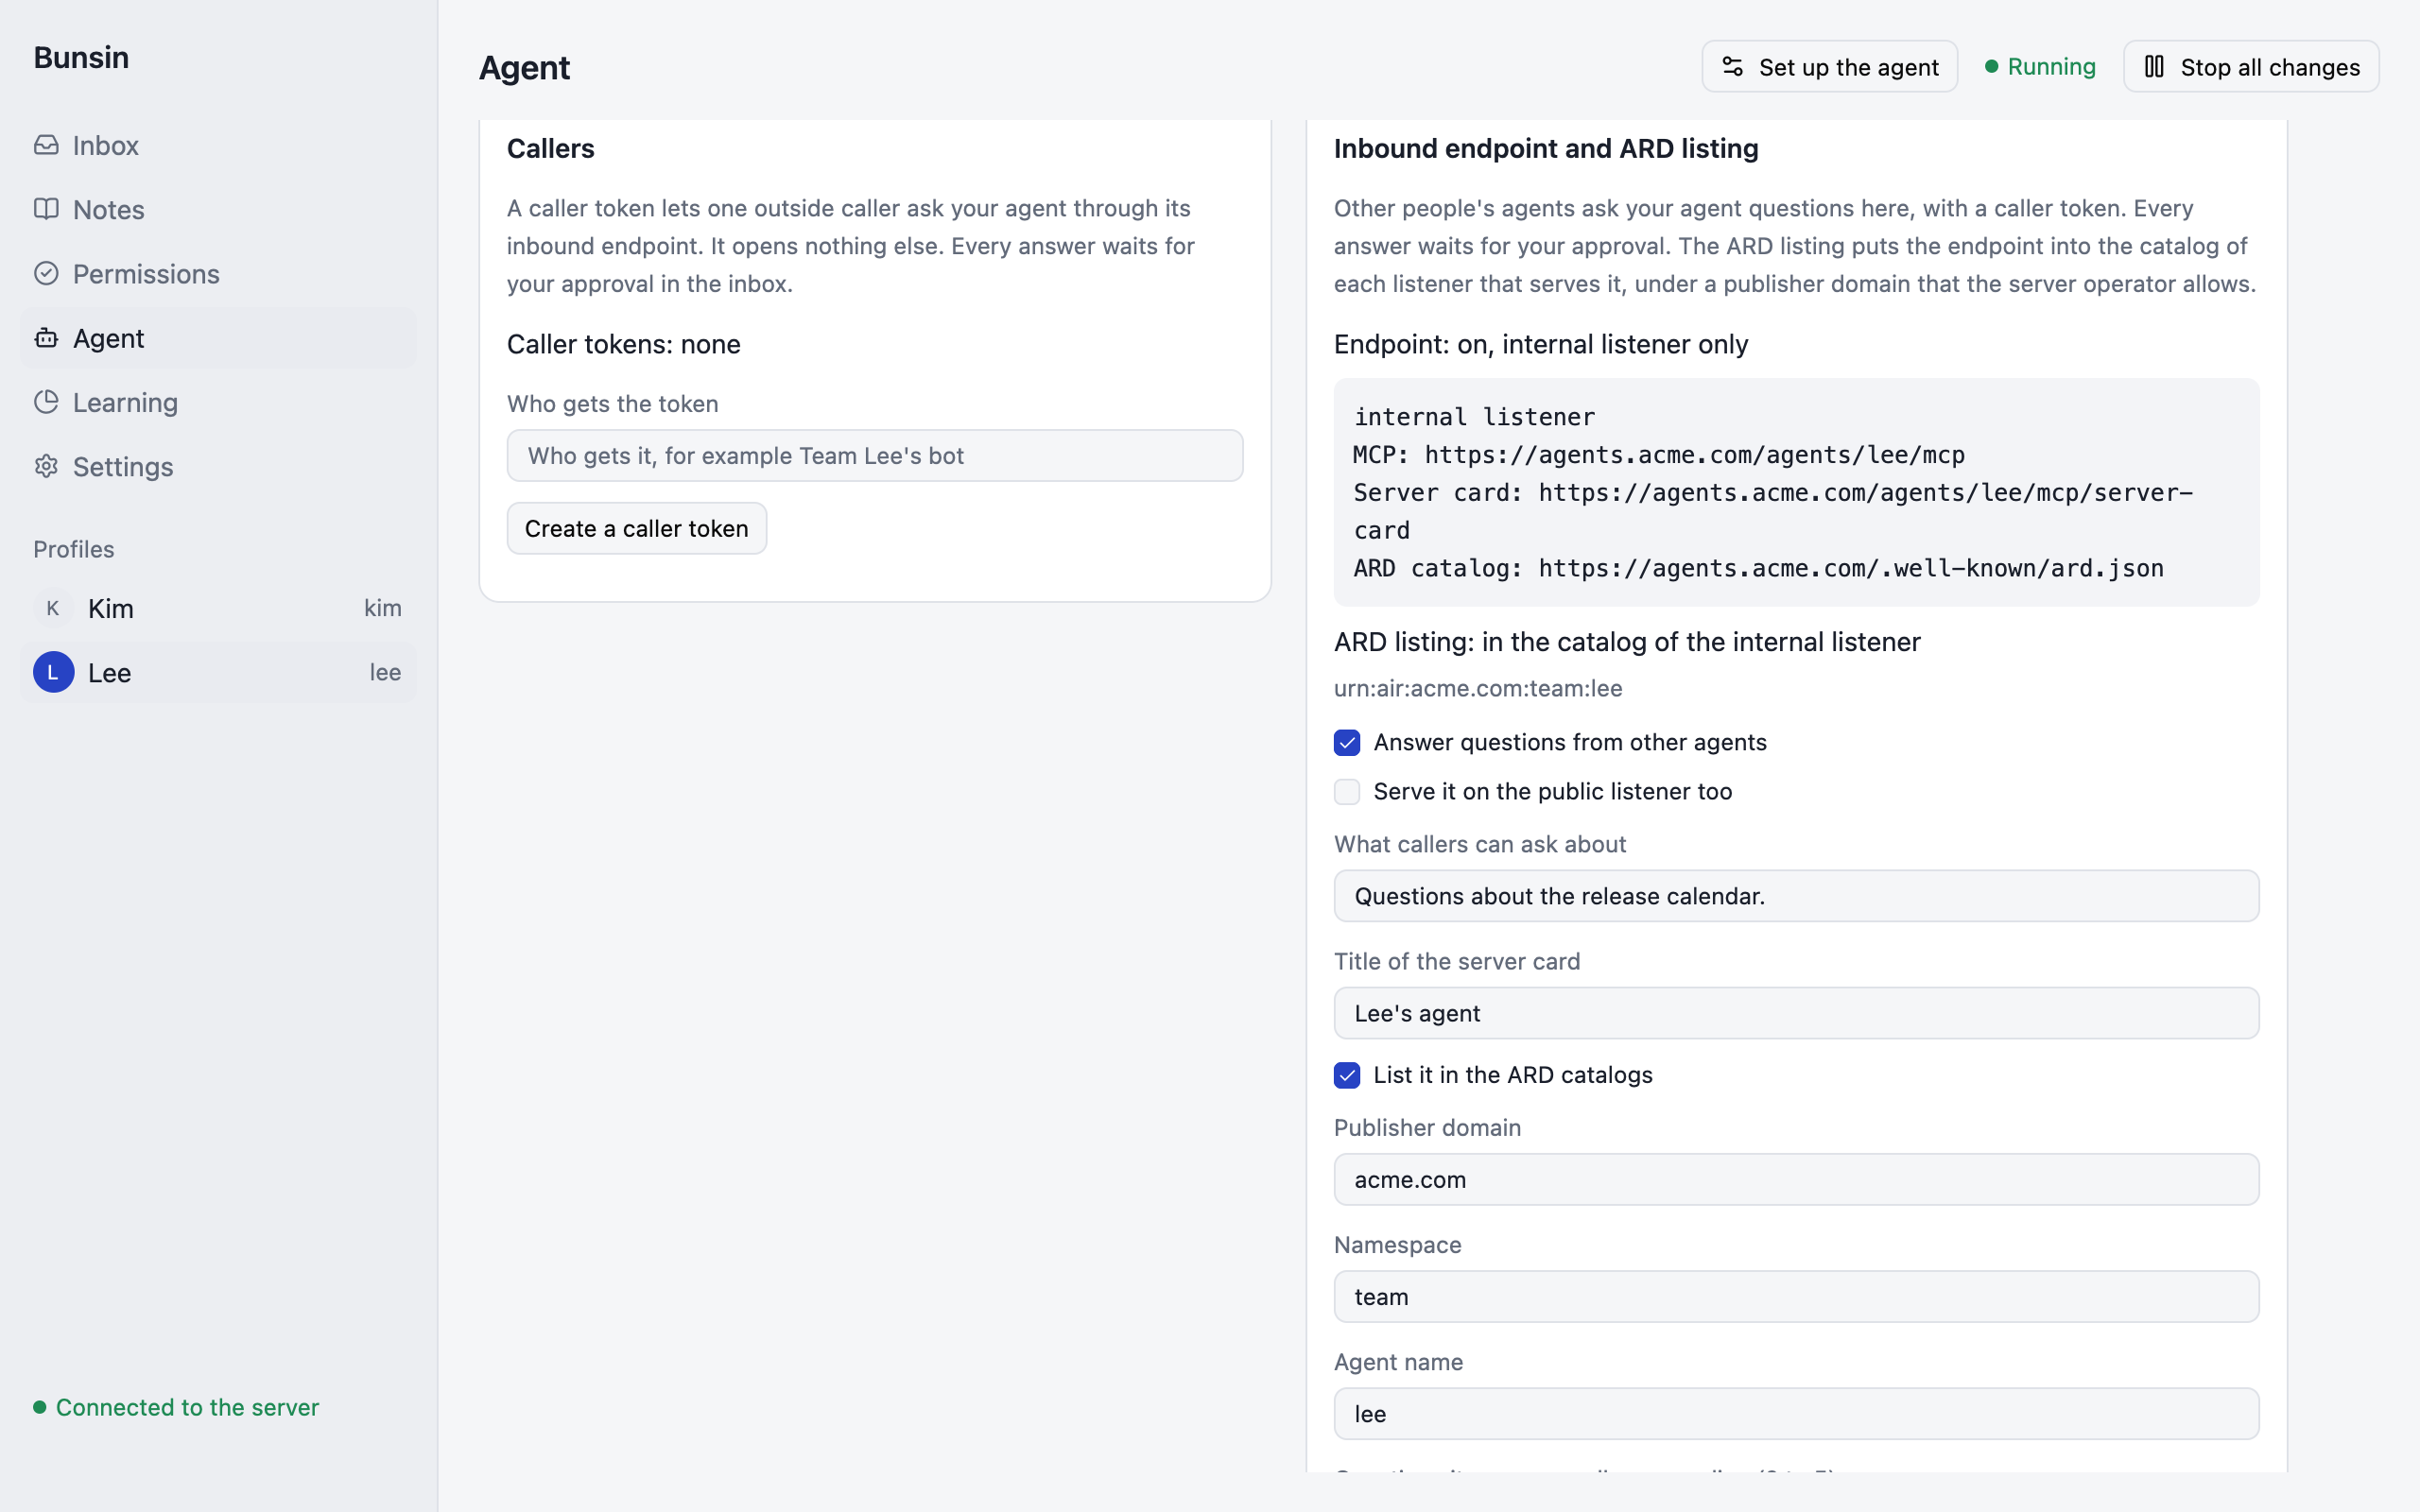 Bunsin
Inbox
Notes
Permissions
Agent
Learning
Settings
Profiles
K Kim kim
L Lee lee
Connected to the server
Agent
Set up the agent
Running
Stop all changes
Callers
A caller token lets one outside caller ask your agent through its
inbound endpoint. It opens nothing else. Every answer waits for
your approval in the inbox.
Caller tokens: none
Who gets the token
Who gets it, for example Team Lee's bot
Create a caller token
Inbound endpoint and ARD listing
Other people's agents ask your agent questions here, with a caller token. Every
answer waits for your approval. The ARD listing puts the endpoint into the catalog of
each listener that serves it, under a publisher domain that the server operator allows.
Endpoint: on, internal listener only
internal listener
MCP: https://agents.acme.com/agents/lee/mcp
Server card: https://agents.acme.com/agents/lee/mcp/server-
card
ARD catalog: https://agents.acme.com/.well-known/ard.json
ARD listing: in the catalog of the internal listener
urn:air:acme.com:team:lee
Answer questions from other agents
Serve it on the public listener too
What callers can ask about
Questions about the release calendar.
Title of the server card
Lee's agent
List it in the ARD catalogs
Publisher domain
acme.com
Namespace
team
Agent name
lee